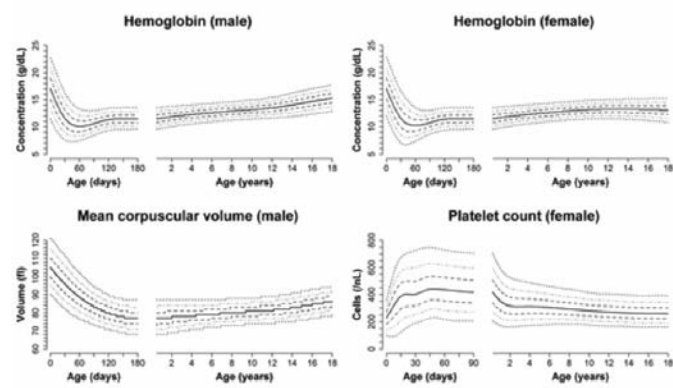 Hemoglobin (male)
Concentration (g/dL)
5 10 15 20 25
0 60 120 180
Age {days}
2 4 6 8 10 12 14 16 18
Age {years}
Hemoglobin (female)
Concentration (g/dL)
5 10 15 20 25
0 60 120 180
Age {days}
2 4 6 8 10 12 14 16 18
Age {years}
Mean corpuscular volume (male)
Volume (fl)
60 70 80 90 100 120
0 30 60 90 120 180
Age {days}
2 4 6 8 10 12 14 16 18
Age {years}
Platelet count (female)
Cells (/nL)
0 200 400 600 800
0 30 60 90
Age {days}
2 4 6 8 10 12 14 16 18
Age {years}